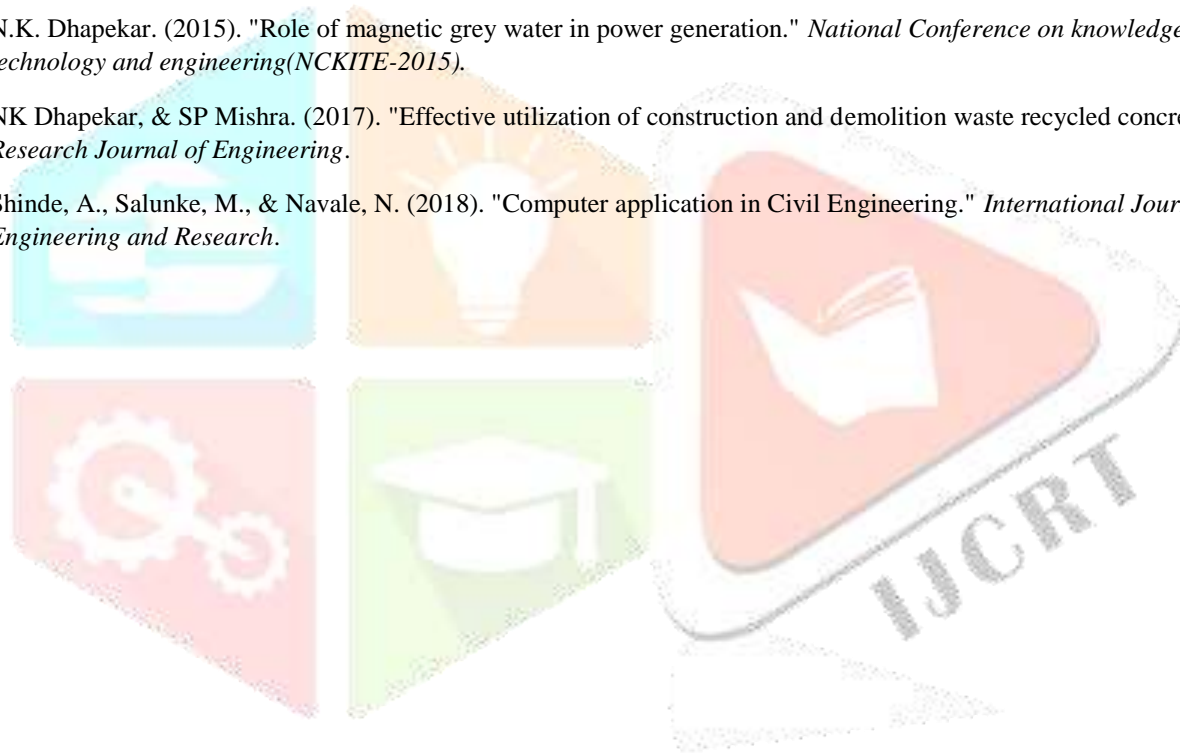 N.K. Dhapekar. (2015). "Role of magnetic grey water in power generation." National Conference on knowledge
technology and engineering(NCKITE-2015).
NK Dhapekar, & SP Mishra. (2017). "Effective utilization of construction and demolition waste recycled concre
Research Journal of Engineering.
Shinde, A., Salunke, M., & Navale, N. (2018). "Computer application in Civil Engineering." International Jour
Engineering and Research.
IJCRT